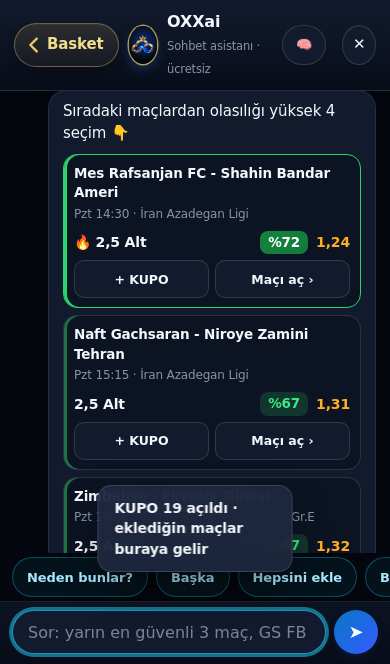 Basket
OXXai
Sohbet asistanı ·
ücretsiz
Sıradaki maçlardan olasılığı yüksek 4
seçim 👇
Mes Rafsanjan FC - Shahin Bandar
Ameri
Pzt 14:30 · İran Azadegan Ligi
🔥 2,5 Alt %72 1,24
+ KUPO Maçı aç ›
Naft Gachsaran - Niroye Zamini
Tehran
Pzt 15:15 · İran Azadegan Ligi
2,5 Alt %67 1,31
+ KUPO Maçı aç ›
Pzt
Gr.E
1,32
KUPO 19 açıldı ·
eklediğin maçlar
buraya gelir
Neden bunlar? Başka Hepsini ekle
Sor: yarın en güvenli 3 maç, GS FB